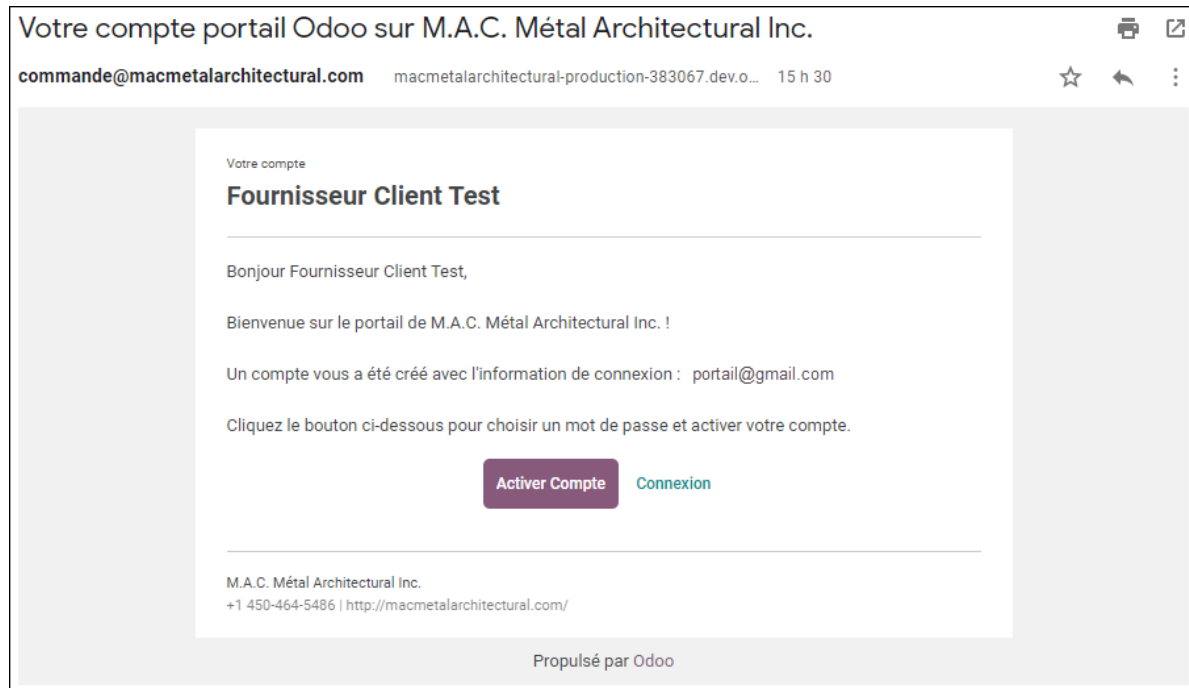 Votre compte portail Odoo sur M.A.C. Métal Architectural Inc.
commande@macmetalarchitectural.com macmetalarchitectural-production-383067.dev.o... 15 h 30
Votre compte
Fournisseur Client Test
Bonjour Fournisseur Client Test,
Bienvenue sur le portail de M.A.C. Métal Architectural Inc. !
Un compte vous a été créé avec l'information de connexion : portail@gmail.com
Cliquez le bouton ci-dessous pour choisir un mot de passe et activer votre compte.
Activer Compte Connexion
M.A.C. Métal Architectural Inc.
+1 450-464-5486 | http://macmetalarchitectural.com/
Propulsé par Odoo